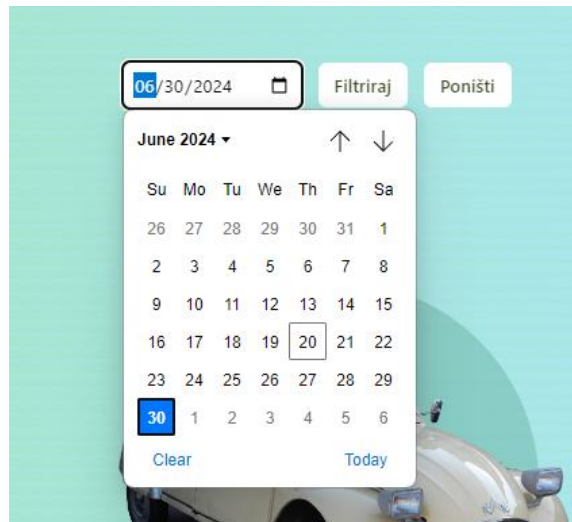 06/30/2024 Filtriraj Poništi
June 2024
Su Mo Tu We Th Fr Sa
26 27 28 29 30 31 1
2 3 4 5 6 7 8
9 10 11 12 13 14 15
16 17 18 19 20 21 22
23 24 25 26 27 28 29
30 1 2 3 4 5 6
Clear Today